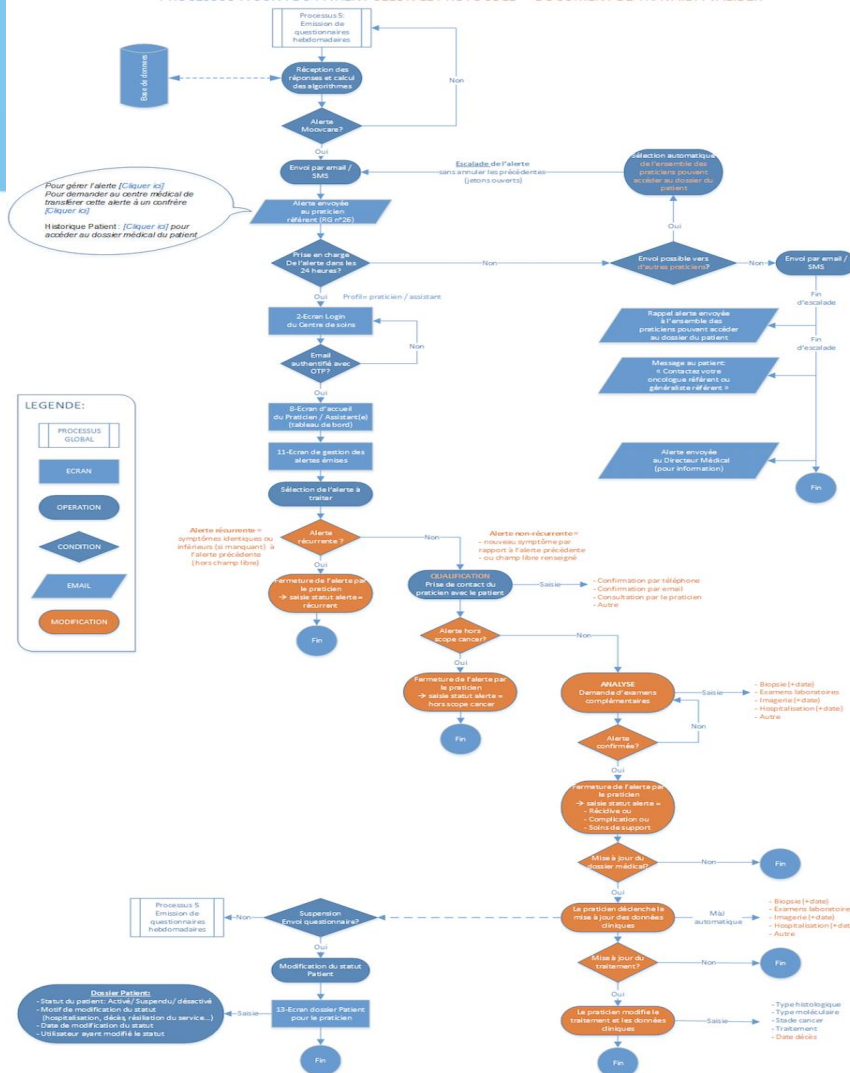 Processus 5:
Emission de
questionnaires
hebdomadaires
Base de données
Réception des
réponses et calcul
des algorithmes
Non
Alerte
Moovcare?
Oui
Envoi par email /
SMS
Escalade de l'alerte
sans annuler les précédentes
(jetons ouverts)
Sélection automatique
de l'ensemble des
praticiens pouvant
accéder au dossier du
patient
Pour gérer l'alerte [Cliquer ici]
Pour demander au centre médical de
transférer cette alerte à un confrère
[Cliquer ici]
Historique Patient : [Cliquer ici] pour
accéder au dossier médical du patient
Alerte envoyée
au praticien
référent (RG n°26)
Oui
Prise en charge
De l'alerte dans les
24 heures?
Non
Envoi possible vers
d'autres praticiens?
Non
Envoi par email /
SMS
Oui
Profil= praticien / assistant
Fin
d'escalade
2-Ecran Login
du Centre de soins
Rappel alerte envoyée
à l'ensemble des
praticiens pouvant accéder
au dossier du patient
Non
Fin
d'escalade
Email
authentifié avec
OTP?
Message au patient:
« Contactez votre
oncologue référent ou
généraliste référent »
Oui
LEGENDE:
PROCESSUS
GLOBAL
ECRAN
OPERATION
CONDITION
EMAIL
MODIFICATION
8-Ecran d'accueil
du Praticien / Assistant(e)
(tableau de bord)
11-Ecran de gestion des
alertes émises
Alerte envoyée
au Directeur Médical
(pour information)
Fin
Sélection de l'alerte à
traiter
Alerte récurrente =
symptômes identiques ou
inférieurs (si manquant) à
l'alerte précédente
(hors champ libre)
Alerte
récurrente ?
Non
Alerte non-récurrente =
- nouveau symptôme par
rapport à l'alerte précédente
- ou champ libre renseigné
Oui
Fermeture de l'alerte par
le praticien
→ saisie statut alerte =
récurrent
Fin
QUALIFICATION
Prise de contact du
praticien avec le patient
Saisie
- Confirmation par téléphone
- Confirmation par email
- Consultation par le praticien
- Autre
Alerte hors
scope cancer?
Non
Oui
Fermeture de l'alerte par
le praticien
→ saisie statut alerte =
hors scope cancer
Fin
ANALYSE
Demande d'examens
complémentaires
Saisie
- Biopsie (+date)
- Examens laboratoires
- Imagerie (+date)
- Hospitalisation (+date)
- Autre
Non
Alerte
confirmée?
Oui
Fermeture de l'alerte par
le praticien
→ saisie statut alerte =
- Récidive ou
- Complication ou
- Soins de support
Mise à jour du
dossier médical?
Non
Fin
Oui
Processus 5
Emission de
questionnaires
hebdomadaires
Non
Suspension
Envoi questionnaire?
Le praticien déclenche la
mise à jour des données
cliniques
MàJ
automatique
- Biopsie (+date)
- Examens laboratoire
- Imagerie (+date)
- Hospitalisation (+dat
- Autre
Oui
Modification du statut
Patient
Mise à jour du
traitement?
Non
Fin
Oui
Dossier Patient:
- Statut du patient: Activé/ Suspendu/ désactivé
- Motif de modification du statut
(hospitalisation, décès, résiliation du service...)
- Date de modification du statut
- Utilisateur ayant modifié le statut
Saisie
13-Ecran dossier Patient
pour le praticien
Fin
Le praticien modifie le
traitement et les données
cliniques
Saisie
- Type histologique
- Type moléculaire
- Stade cancer
- Traitement
- Date décès
Fin